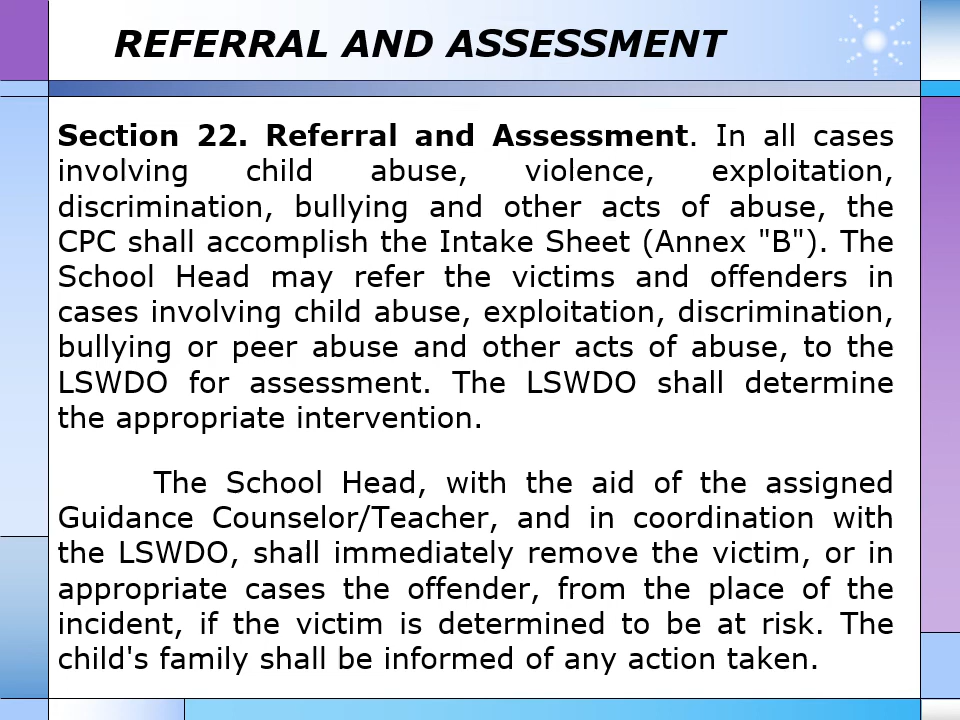 REFERRAL AND ASSESSMENT
Section 22. Referral and Assessment. In all cases
involving child abuse, violence, exploitation,
discrimination, bullying and other acts of abuse, the
CPC shall accomplish the Intake Sheet (Annex "B"). The
School Head may refer the victims and offenders in
cases involving child abuse, exploitation, discrimination,
bullying or peer abuse and other acts of abuse, to the
LSWDO for assessment. The LSWDO shall determine
the appropriate intervention.
The School Head, with the aid of the assigned
Guidance Counselor/Teacher, and in coordination with
the LSWDO, shall immediately remove the victim, or in
appropriate cases the offender, from the place of the
incident, if the victim is determined to be at risk. The
child's family shall be informed of any action taken.